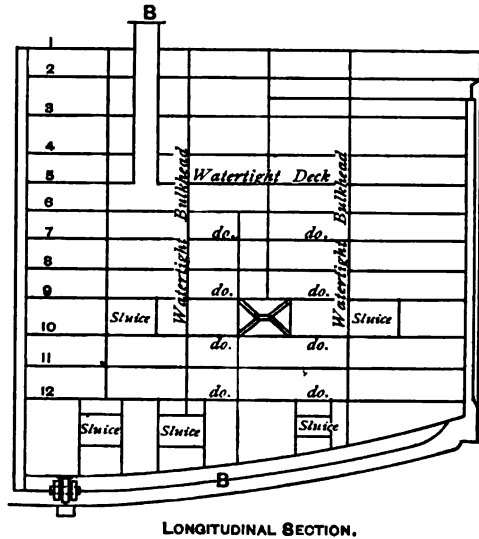 B
1
2
3
4
5 Watertight Deck
Watertight Bulkhead
Watertight Bulkhead
6
7 do. do.
8
9 do. do.
Sluice Sluice
10 do. do.
11
12 do. do.
Sluice Sluice Sluice
B
LONGITUDINAL SECTION.